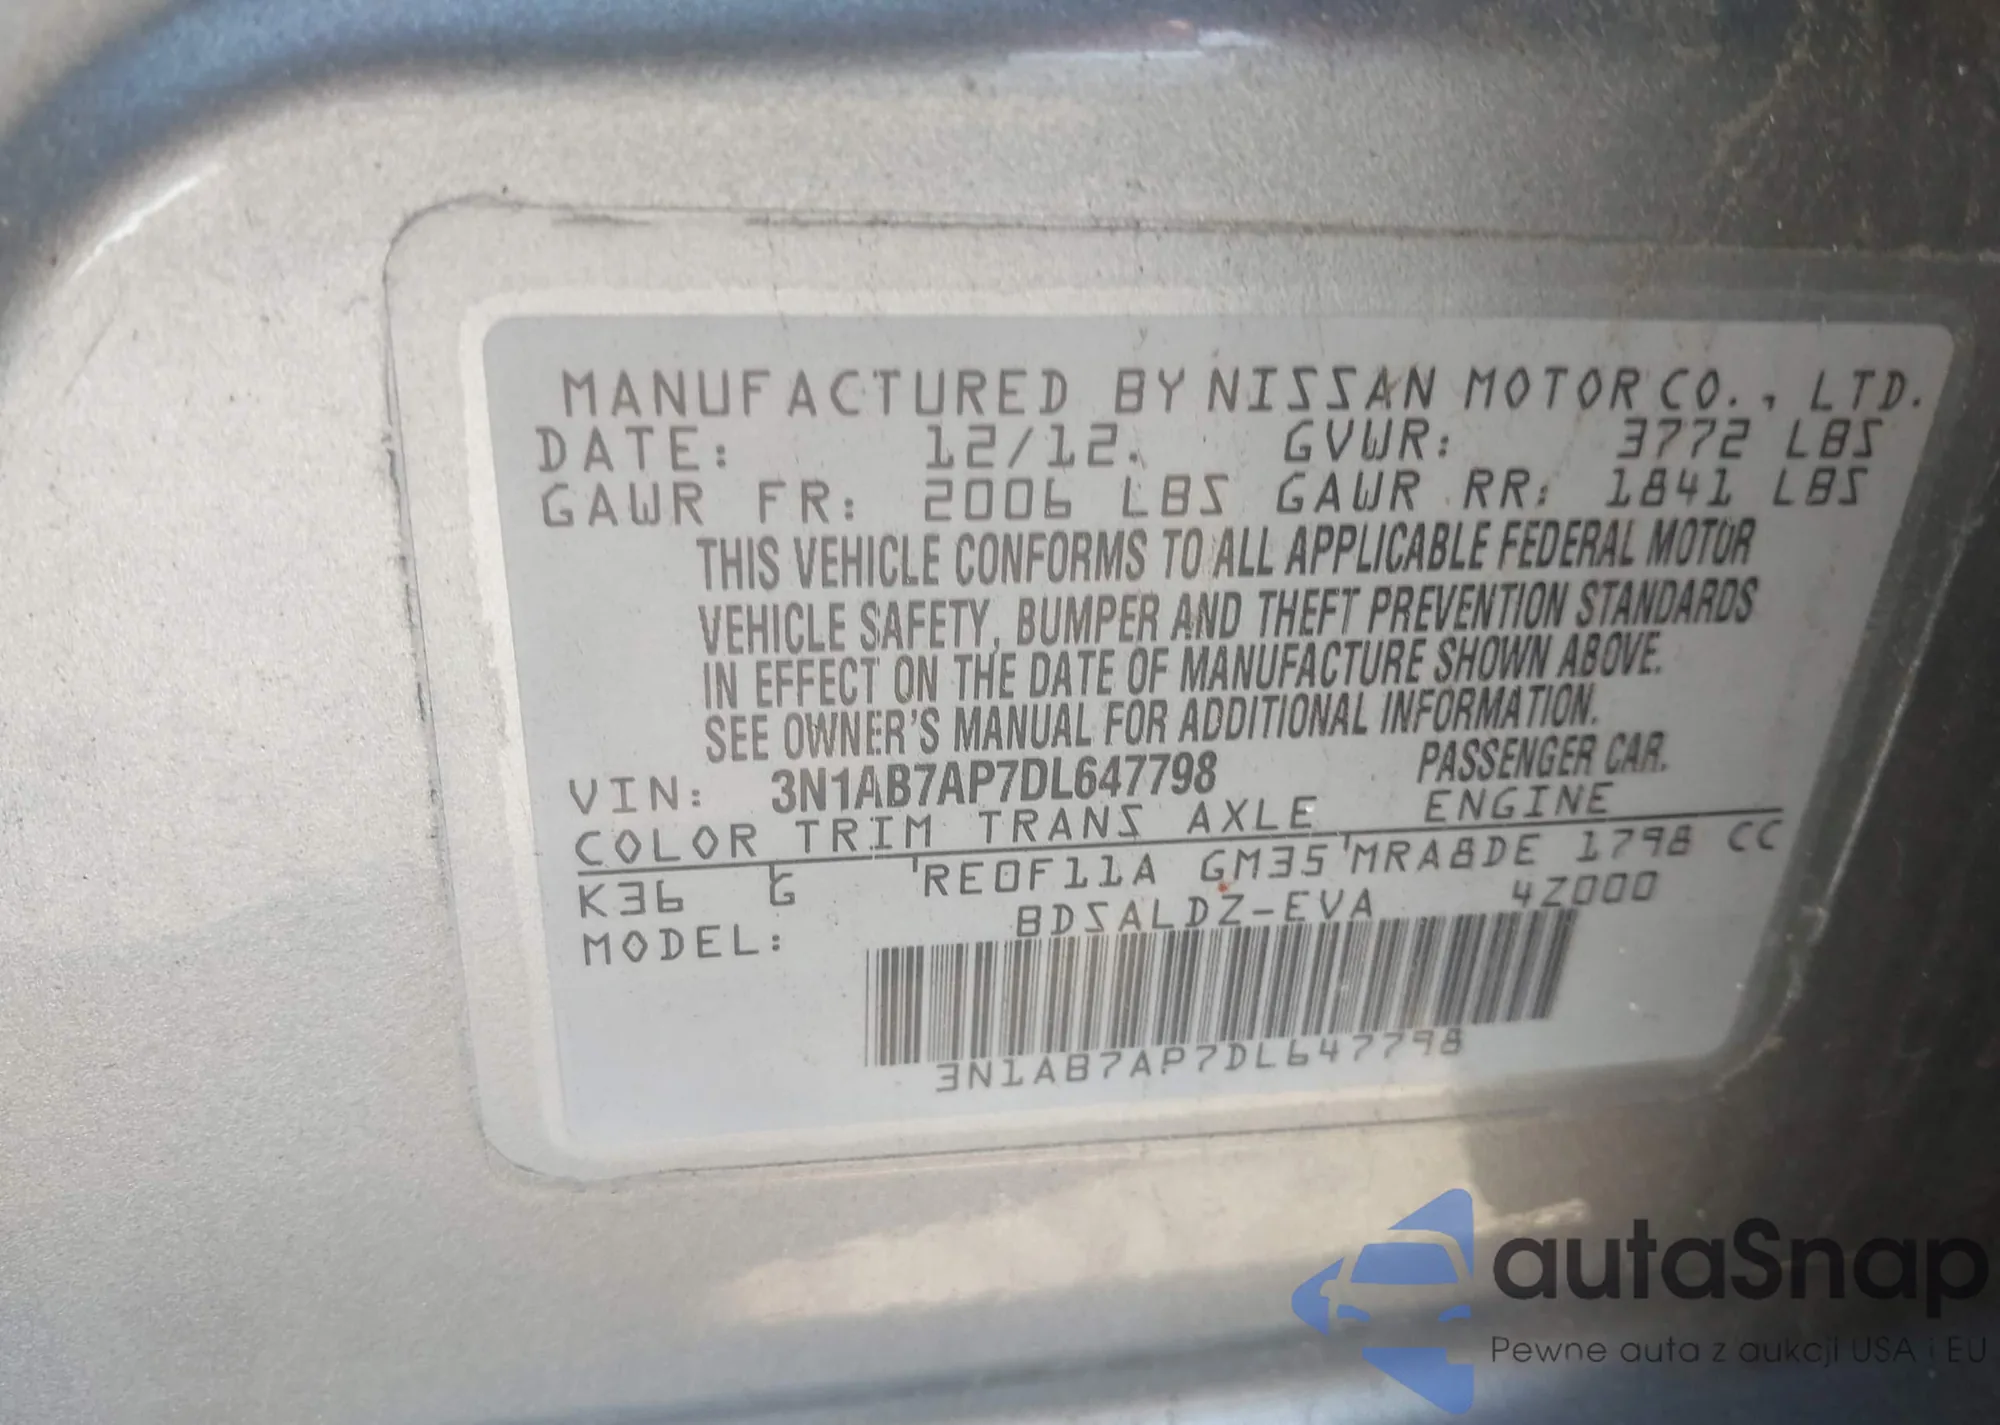 MANUFACTURED BY NISSAN MOTOR CO., LTD.
DATE: 12/12. GVWR: 3772 LBS
GAWR FR: 2006 LBS GAWR RR: 1841 LBS
THIS VEHICLE CONFORMS TO ALL APPLICABLE FEDERAL MOTOR
VEHICLE SAFETY, BUMPER AND THEFT PREVENTION STANDARDS
IN EFFECT ON THE DATE OF MANUFACTURE SHOWN ABOVE.
SEE OWNER'S MANUAL FOR ADDITIONAL INFORMATION.
VIN: 3N1AB7AP7DL647798 PASSENGER CAR.
COLOR TRIM TRANS AXLE ENGINE
K36 G RE0F11A GM35 MRA8DE 1798 CC
MODEL: BDSALDZ-EVA 4Z000
3N1AB7AP7DL647798
autaSnap
Pewne auta z aukcji USA i EU